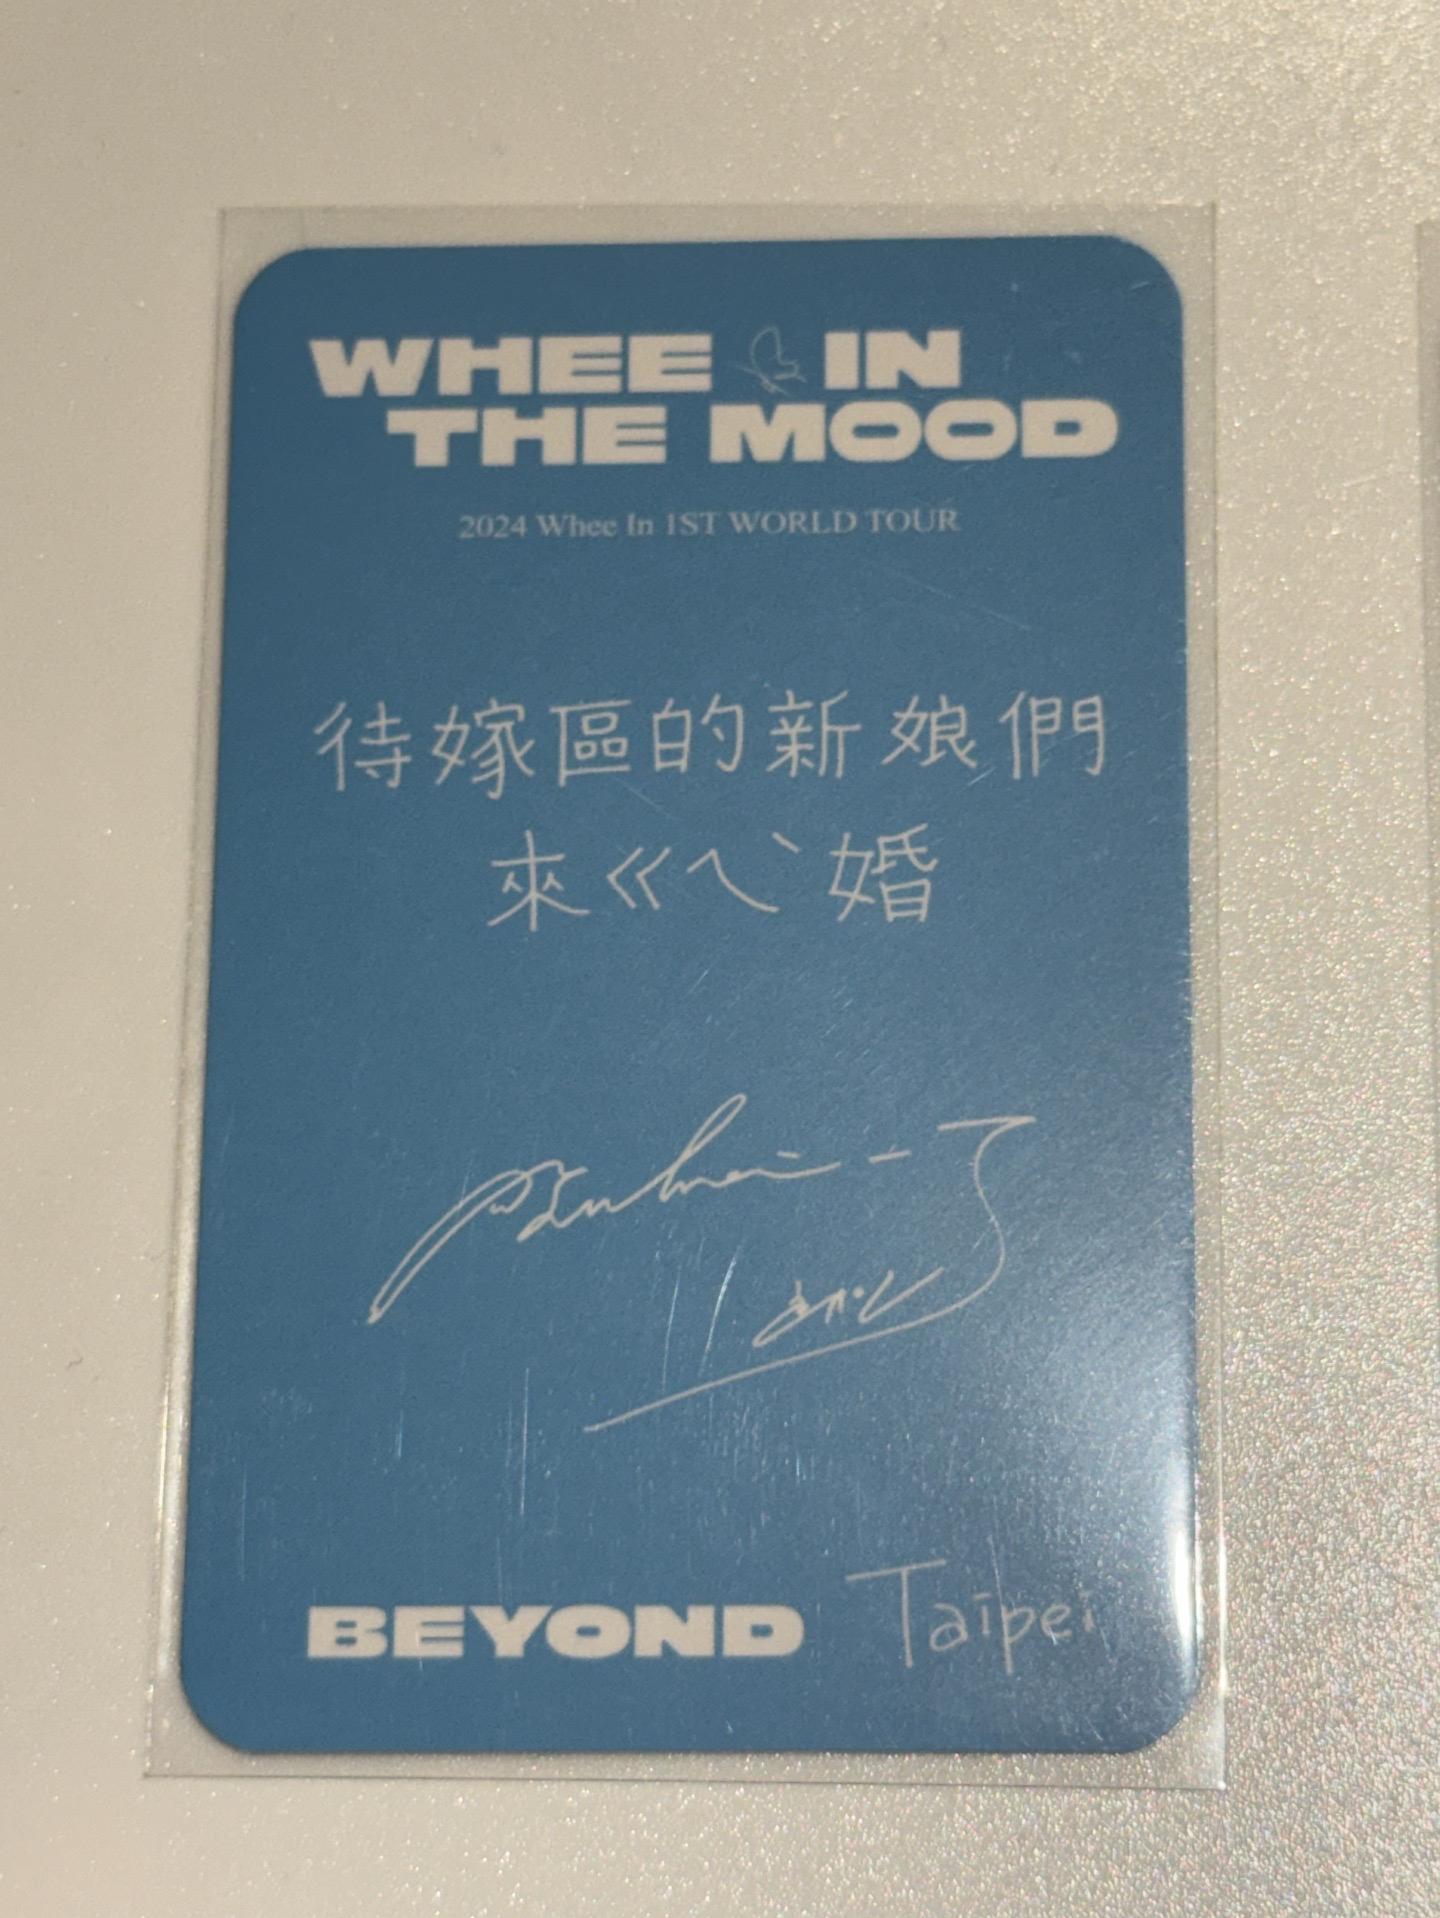 WHEE IN
THE MOOD
2024 Whee In 1ST WORLD TOUR
待嫁區的新娘們
來ㄍㄟˋ婚
BEYOND Taipei